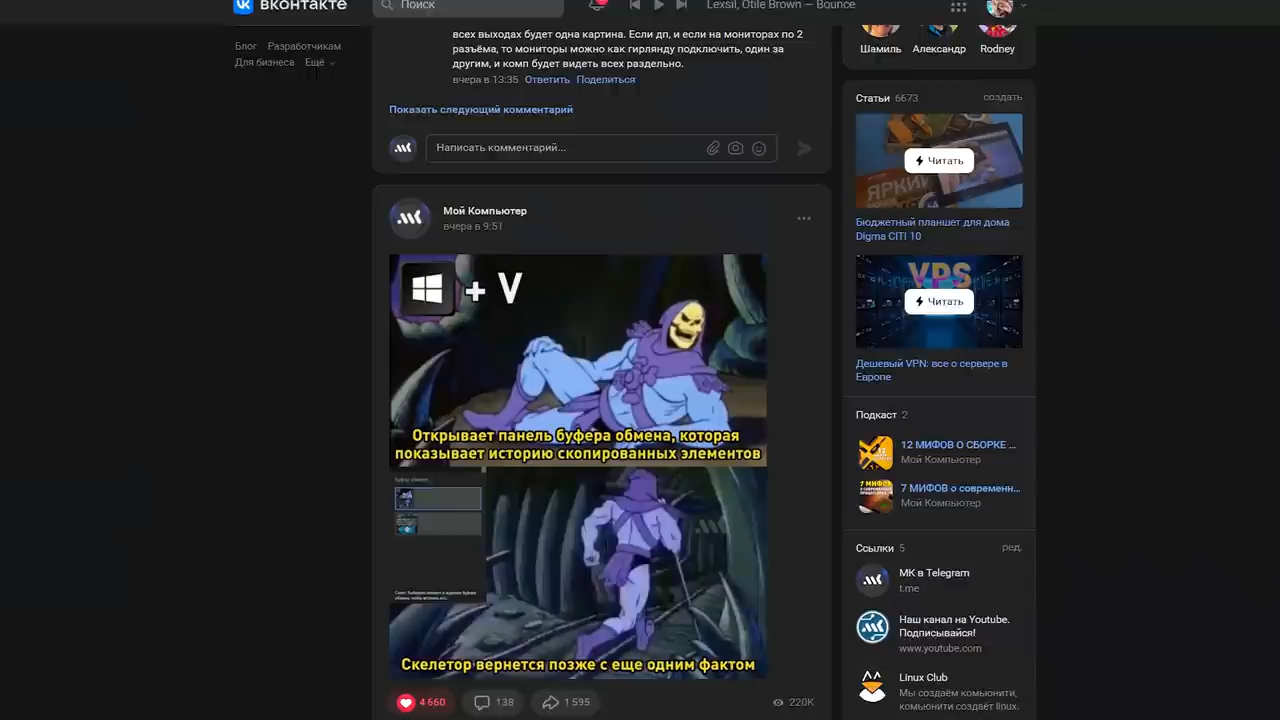 вконтакте
Поиск
Lexsil, Otile Brown — Bounce
Блог Разработчикам
Для бизнеса Ещё
всех выходах будет одна картина. Если дп, и если на мониторах по 2
разъёма, то мониторы можно как гирлянду подключить, один за
другим, и комп будет видеть всех раздельно.
вчера в 13:35 Ответить Поделиться
Показать следующий комментарий
Написать комментарий...
Мой Компьютер
вчера в 9:51
+ V
Открывает панель буфера обмена, которая
показывает историю скопированных элементов
Скелетор вернется позже с еще одним фактом
4 660 138 1 595 220K
Шамиль Александр Rodney
Статьи 6673 создать
ЯРКИЙ
Читать
Бюджетный планшет для дома
Digma CITI 10
VPS
Читать
Дешевый VPN: все о сервере в
Европе
Подкаст 2
12 МИФОВ О СБОРКЕ ...
Мой Компьютер
7 МИФОВ о современн...
Мой Компьютер
Ссылки 5 ред.
МК в Telegram
t.me
Наш канал на Youtube.
Подписывайся!
www.youtube.com
Linux Club
Мы создаём комьюнити,
комьюнити создаёт linux.